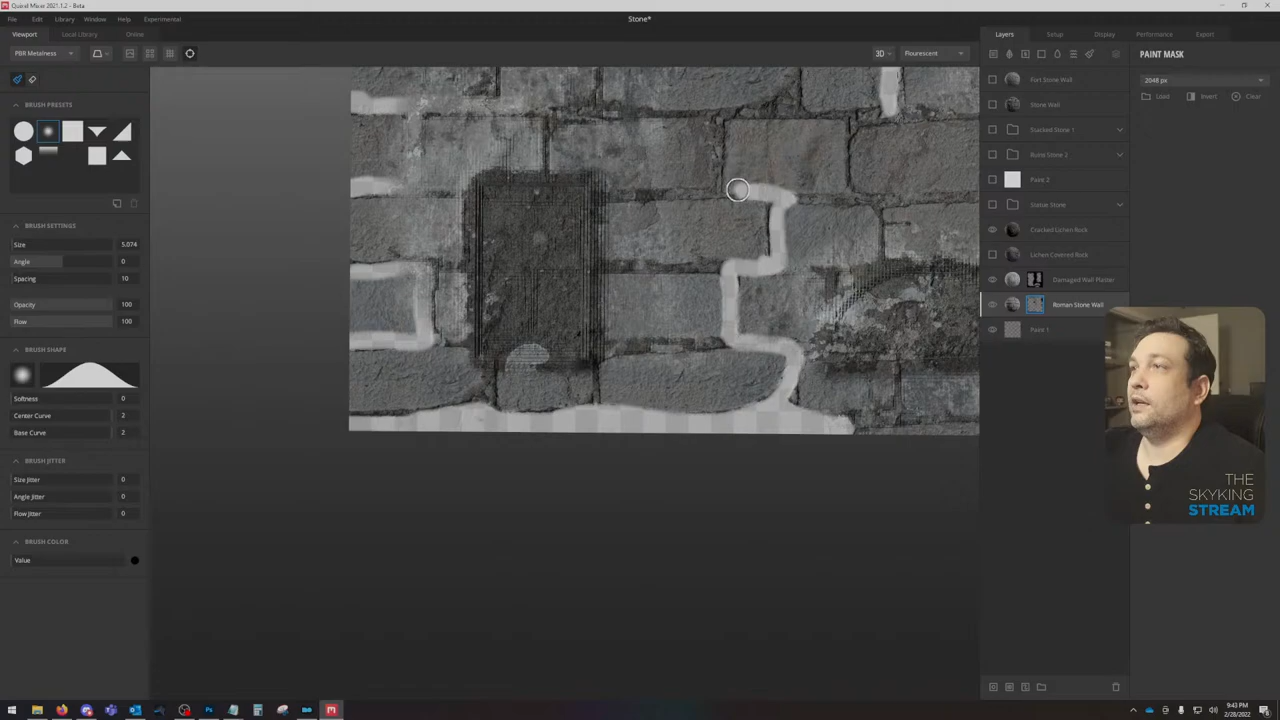 Quixel Mixer 2021.1.2 - Beta
File Edit Library Window Help Experimental
Stone*
Viewport Local Library Online
Layers Setup Display Performance Export
PBR Metalness
3D Flourescent
PAINT MASK
2048 px
Load Invert Clear
BRUSH PRESETS
BRUSH SETTINGS
Size 5.074
Angle 0
Spacing 10
Opacity 100
Flow 100
BRUSH SHAPE
Softness 0
Center Curve 2
Base Curve 2
BRUSH JITTER
Size Jitter 0
Angle Jitter 0
Flow Jitter 0
BRUSH COLOR
Value
Fort Stone Wall
Stone Wall
Stacked Stone 1
Ruins Stone 2
Paint 2
Statue Stone
Cracked Lichen Rock
Lichen Covered Rock
Damaged Wall Plaster
Roman Stone Wall
Paint 1
THE
SKYKING
STREAM
9:43 PM
2/28/2022